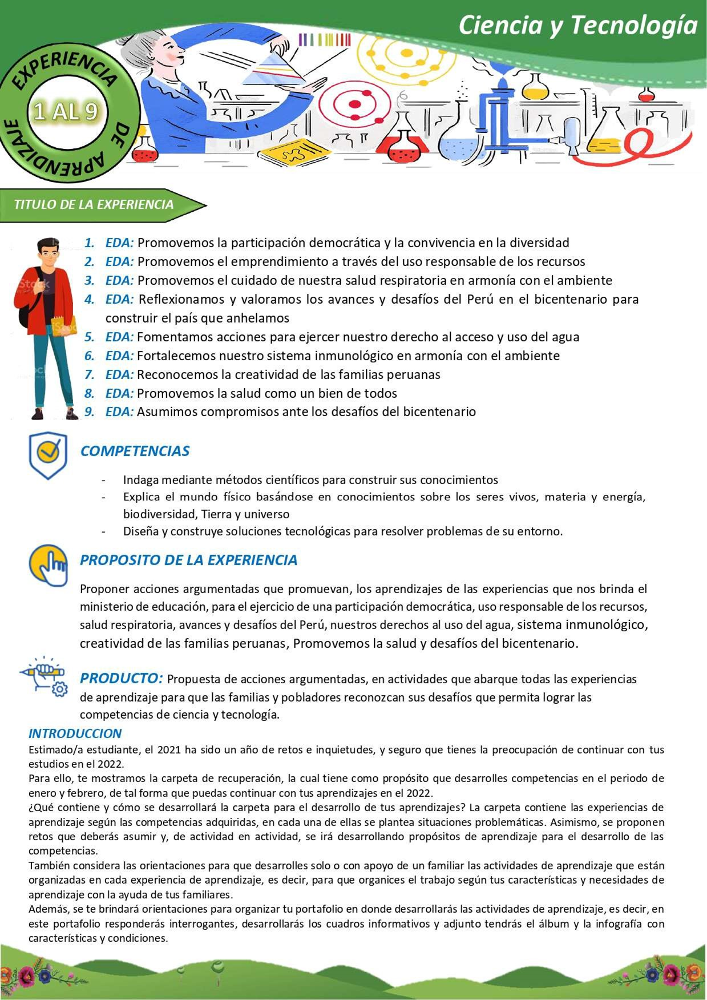 Ciencia y Tecnología
EXPERIENCIA DE APRENDIZAJE
1 AL 9
TITULO DE LA EXPERIENCIA
1. EDA: Promovemos la participación democrática y la convivencia en la diversidad
2. EDA: Promovemos el emprendimiento a través del uso responsable de los recursos
3. EDA: Promovemos el cuidado de nuestra salud respiratoria en armonía con el ambiente
4. EDA: Reflexionamos y valoramos los avances y desafíos del Perú en el bicentenario para
construir el país que anhelamos
5. EDA: Fomentamos acciones para ejercer nuestro derecho al acceso y uso del agua
6. EDA: Fortalecemos nuestro sistema inmunológico en armonía con el ambiente
7. EDA: Reconocemos la creatividad de las familias peruanas
8. EDA: Promovemos la salud como un bien de todos
9. EDA: Asumimos compromisos ante los desafíos del bicentenario
COMPETENCIAS
- Indaga mediante métodos científicos para construir sus conocimientos
- Explica el mundo físico basándose en conocimientos sobre los seres vivos, materia y energía,
biodiversidad, Tierra y universo
- Diseña y construye soluciones tecnológicas para resolver problemas de su entorno.
PROPOSITO DE LA EXPERIENCIA
Proponer acciones argumentadas que promuevan, los aprendizajes de las experiencias que nos brinda el
ministerio de educación, para el ejercicio de una participación democrática, uso responsable de los recursos,
salud respiratoria, avances y desafíos del Perú, nuestros derechos al uso del agua, sistema inmunológico,
creatividad de las familias peruanas, Promovemos la salud y desafíos del bicentenario.
PRODUCTO: Propuesta de acciones argumentadas, en actividades que abarque todas las experiencias
de aprendizaje para que las familias y pobladores reconozcan sus desafíos que permita lograr las
competencias de ciencia y tecnología.
INTRODUCCION
Estimado/a estudiante, el 2021 ha sido un año de retos e inquietudes, y seguro que tienes la preocupación de continuar con tus
estudios en el 2022.
Para ello, te mostramos la carpeta de recuperación, la cual tiene como propósito que desarrolles competencias en el periodo de
enero y febrero, de tal forma que puedas continuar con tus aprendizajes en el 2022.
¿Qué contiene y cómo se desarrollará la carpeta para el desarrollo de tus aprendizajes? La carpeta contiene las experiencias de
aprendizaje según las competencias adquiridas, en cada una de ellas se plantea situaciones problemáticas. Asimismo, se proponen
retos que deberás asumir y, de actividad en actividad, se irá desarrollando propósitos de aprendizaje para el desarrollo de las
competencias.
También considera las orientaciones para que desarrolles solo o con apoyo de un familiar las actividades de aprendizaje que están
organizadas en cada experiencia de aprendizaje, es decir, para que organices el trabajo según tus características y necesidades de
aprendizaje con la ayuda de tus familiares.
Además, se te brindará orientaciones para organizar tu portafolio en donde desarrollarás las actividades de aprendizaje, es decir, en
este portafolio responderás interrogantes, desarrollarás los cuadros informativos y adjunto tendrás el álbum y la infografía con
características y condiciones.